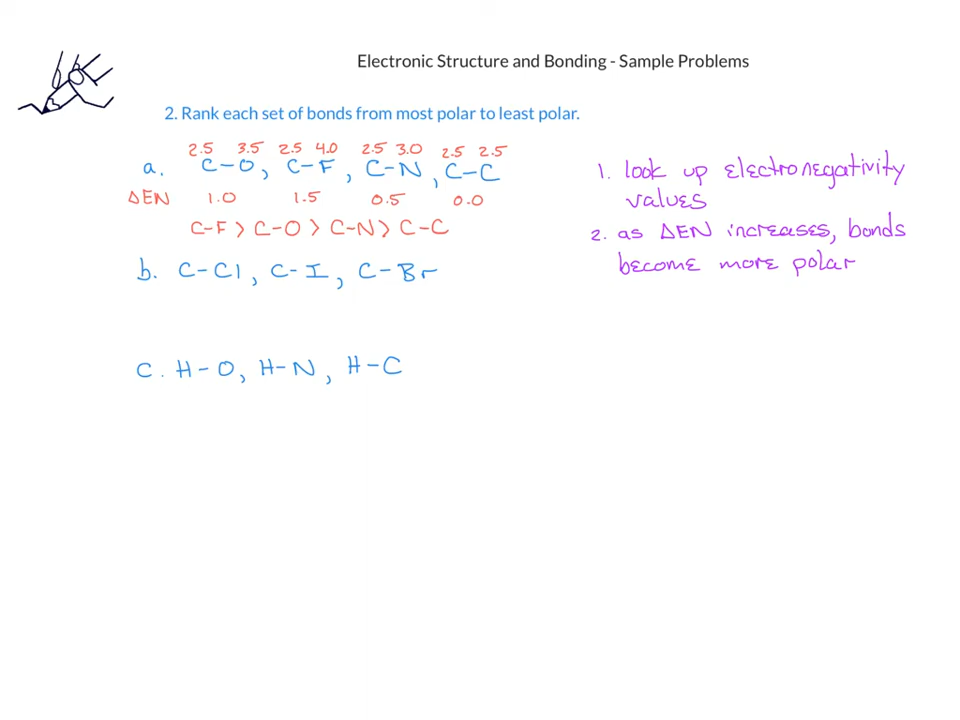 Electronic Structure and Bonding - Sample Problems
2. Rank each set of bonds from most polar to least polar.
2.5 3.5 2.5 4.0 2.5 3.0 2.5 2.5
a. C-O, C-F, C-N, C-C
ΔEN 1.0 1.5 0.5 0.0
C-F > C-O > C-N > C-C
b. C-Cl, C-I, C-Br
C. H-O, H-N, H-C
1. look up electronegativity
values
2. as ΔEN increases, bonds
become more polar